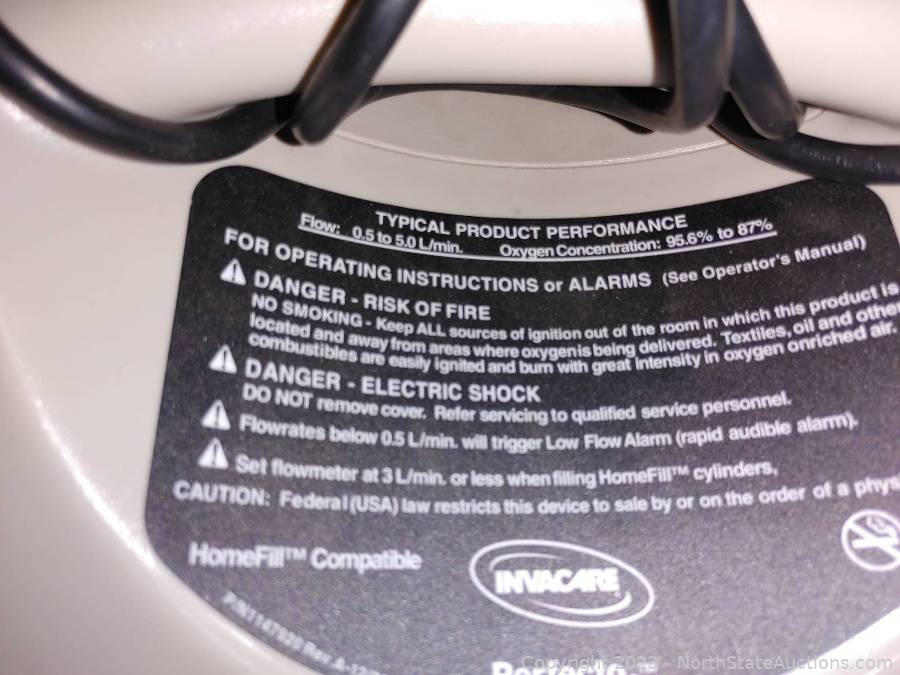 TYPICAL PRODUCT PERFORMANCE
Flow: 0.5 to 5.0 L/min. Oxygen Concentration: 95.6% to 87%
FOR OPERATING INSTRUCTIONS or ALARMS (See Operator's Manual)
DANGER - RISK OF FIRE
NO SMOKING - Keep ALL sources of ignition out of the room in which this product is
located and away from areas where oxygen is being delivered. Textiles, oil and other
combustibles are easily ignited and burn with great intensity in oxygen enriched air.
DANGER - ELECTRIC SHOCK
DO NOT remove cover. Refer servicing to qualified service personnel.
Flowrates below 0.5 L/min. will trigger Low Flow Alarm (rapid audible alarm).
Set flowmeter at 3 L/min. or less when filling HomeFill™ cylinders,
CAUTION: Federal (USA) law restricts this device to sale by or on the order of a phys
HomeFill™ Compatible
INVACARE
Rev A-
Copyright 2023 - NorthStateAuctions.com